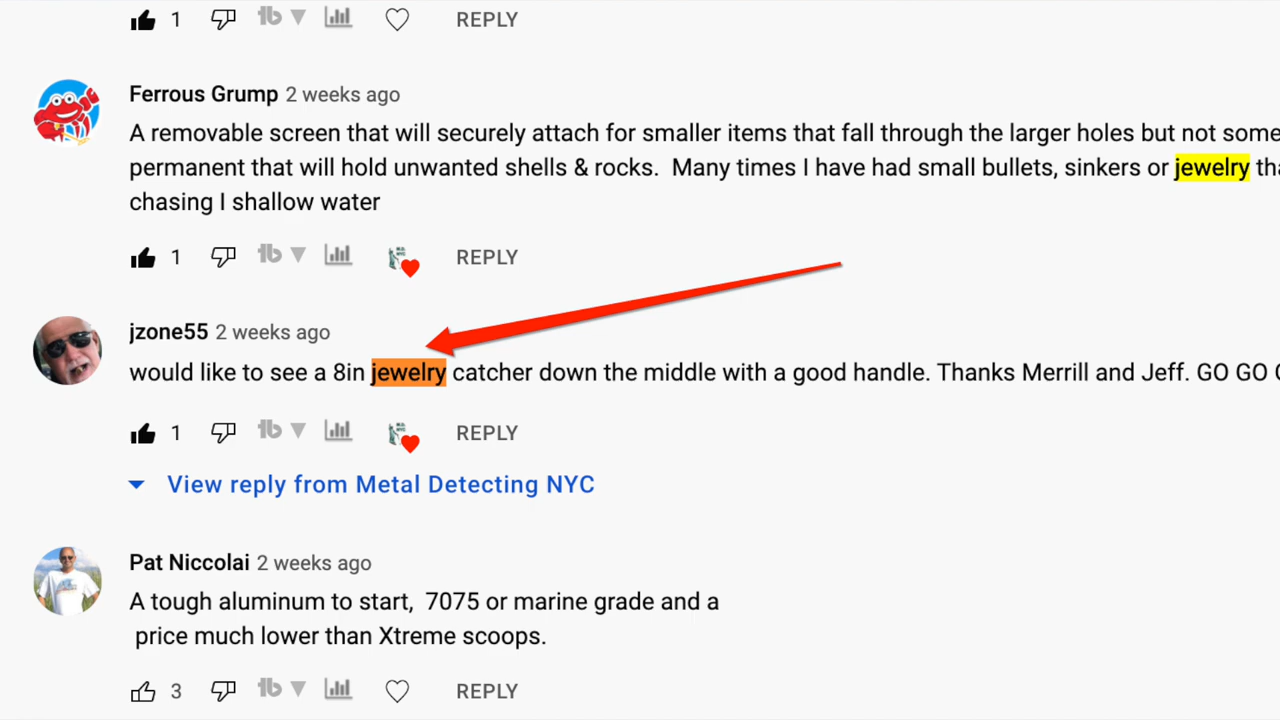 1 REPLY
Ferrous Grump 2 weeks ago
A removable screen that will securely attach for smaller items that fall through the larger holes but not some
permanent that will hold unwanted shells & rocks. Many times I have had small bullets, sinkers or jewelry tha
chasing I shallow water
1 REPLY
jzone55 2 weeks ago
would like to see a 8in jewelry catcher down the middle with a good handle. Thanks Merrill and Jeff. GO GO
1 REPLY
View reply from Metal Detecting NYC
Pat Niccolai 2 weeks ago
A tough aluminum to start, 7075 or marine grade and a
price much lower than Xtreme scoops.
3 REPLY